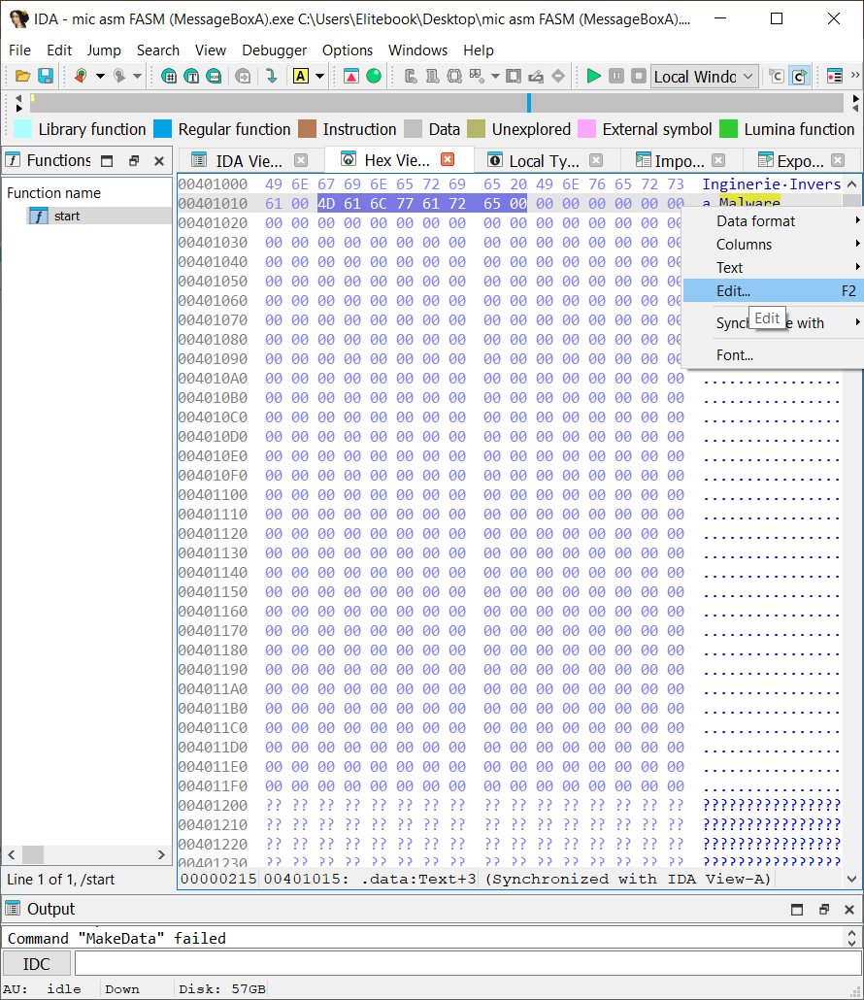 IDA - mic asm FASM (MessageBoxA).exe C:\Users\Elitebook\Desktop\mic asm FASM (MessageBoxA)....
File Edit Jump Search View Debugger Options Windows Help
Local Windo
Library function Regular function Instruction Data Unexplored External symbol Lumina function
Functions
IDA Vie... Hex Vie... Local Ty... Impo... Expo...
Function name
start
00401000 49 6E 67 69 6E 65 72 69 65 20 49 6E 76 65 72 73 Inginerie·Invers
00401010 61 00 4D 61 6C 77 61 72 65 00 00 00 00 00 00 00 a Malware
00401020 00 00 00 00 00 00 00 00 00 00 00 00 00 00 00 00
00401030 00 00 00 00 00 00 00 00 00 00 00 00 00 00 00 00
00401040 00 00 00 00 00 00 00 00 00 00 00 00 00 00 00 00
00401050 00 00 00 00 00 00 00 00 00 00 00 00 00 00 00 00
00401060 00 00 00 00 00 00 00 00 00 00 00 00 00 00 00 00
00401070 00 00 00 00 00 00 00 00 00 00 00 00 00 00 00 00
00401080 00 00 00 00 00 00 00 00 00 00 00 00 00 00 00 00
00401090 00 00 00 00 00 00 00 00 00 00 00 00 00 00 00 00
004010A0 00 00 00 00 00 00 00 00 00 00 00 00 00 00 00 00 ................
004010B0 00 00 00 00 00 00 00 00 00 00 00 00 00 00 00 00 ................
004010C0 00 00 00 00 00 00 00 00 00 00 00 00 00 00 00 00 ................
004010D0 00 00 00 00 00 00 00 00 00 00 00 00 00 00 00 00 ................
004010E0 00 00 00 00 00 00 00 00 00 00 00 00 00 00 00 00 ................
004010F0 00 00 00 00 00 00 00 00 00 00 00 00 00 00 00 00 ................
00401100 00 00 00 00 00 00 00 00 00 00 00 00 00 00 00 00 ................
00401110 00 00 00 00 00 00 00 00 00 00 00 00 00 00 00 00 ................
00401120 00 00 00 00 00 00 00 00 00 00 00 00 00 00 00 00 ................
00401130 00 00 00 00 00 00 00 00 00 00 00 00 00 00 00 00 ................
00401140 00 00 00 00 00 00 00 00 00 00 00 00 00 00 00 00 ................
00401150 00 00 00 00 00 00 00 00 00 00 00 00 00 00 00 00 ................
00401160 00 00 00 00 00 00 00 00 00 00 00 00 00 00 00 00 ................
00401170 00 00 00 00 00 00 00 00 00 00 00 00 00 00 00 00 ................
00401180 00 00 00 00 00 00 00 00 00 00 00 00 00 00 00 00 ................
00401190 00 00 00 00 00 00 00 00 00 00 00 00 00 00 00 00 ................
004011A0 00 00 00 00 00 00 00 00 00 00 00 00 00 00 00 00 ................
004011B0 00 00 00 00 00 00 00 00 00 00 00 00 00 00 00 00 ................
004011C0 00 00 00 00 00 00 00 00 00 00 00 00 00 00 00 00 ................
004011D0 00 00 00 00 00 00 00 00 00 00 00 00 00 00 00 00 ................
004011E0 00 00 00 00 00 00 00 00 00 00 00 00 00 00 00 00 ................
004011F0 00 00 00 00 00 00 00 00 00 00 00 00 00 00 00 00 ................
00401200 ?? ?? ?? ?? ?? ?? ?? ?? ?? ?? ?? ?? ?? ?? ?? ?? ????????????????
00401210 ?? ?? ?? ?? ?? ?? ?? ?? ?? ?? ?? ?? ?? ?? ?? ?? ????????????????
00401220 ?? ?? ?? ?? ?? ?? ?? ?? ?? ?? ?? ?? ?? ?? ?? ?? ????????????????
00401230 ?? ?? ?? ?? ?? ?? ?? ?? ?? ?? ?? ?? ?? ?? ?? ?? ????????????????
Data format
Columns
Text
Edit... F2
Edit
Sync e with
Font...
00000215 00401015: .data:Text+3 (Synchronized with IDA View-A)
Line 1 of 1, /start
Output
Command "MakeData" failed
IDC
AU: idle Down Disk: 57GB